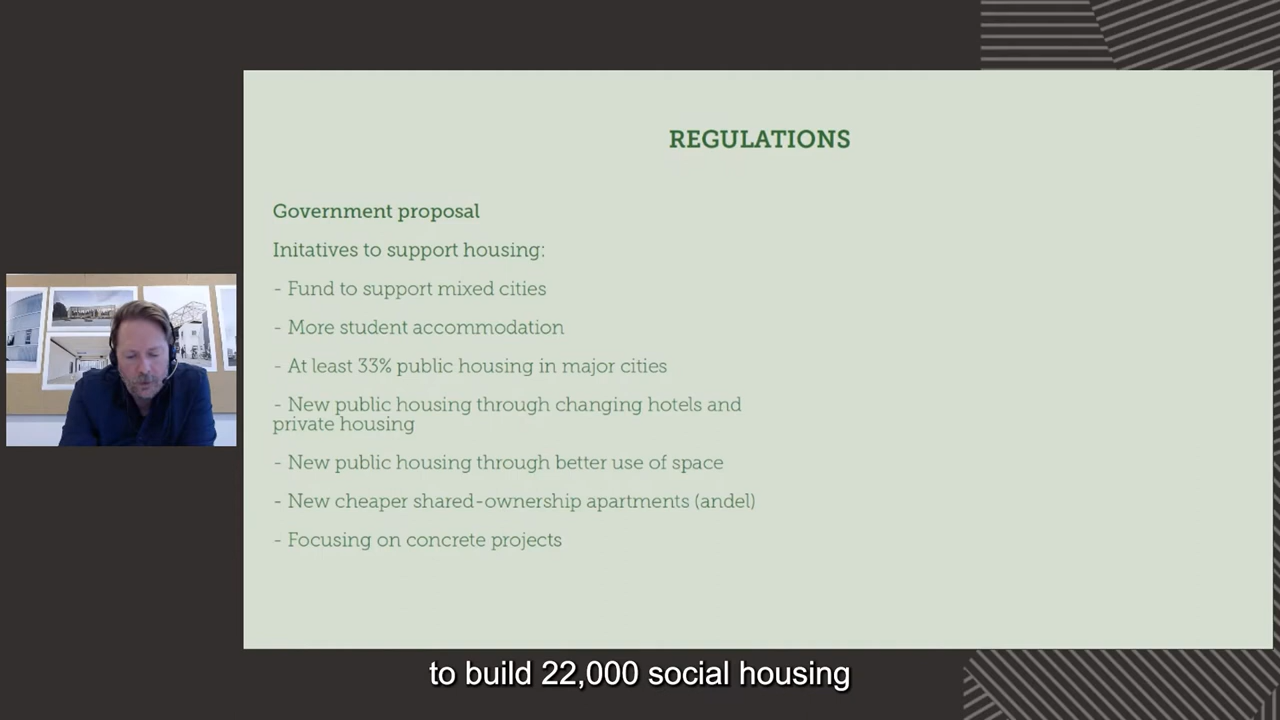 REGULATIONS
Government proposal
Initatives to support housing:
- Fund to support mixed cities
- More student accommodation
- At least 33% public housing in major cities
- New public housing through changing hotels and
private housing
- New public housing through better use of space
- New cheaper shared-ownership apartments (andel)
- Focusing on concrete projects
to build 22,000 social housing